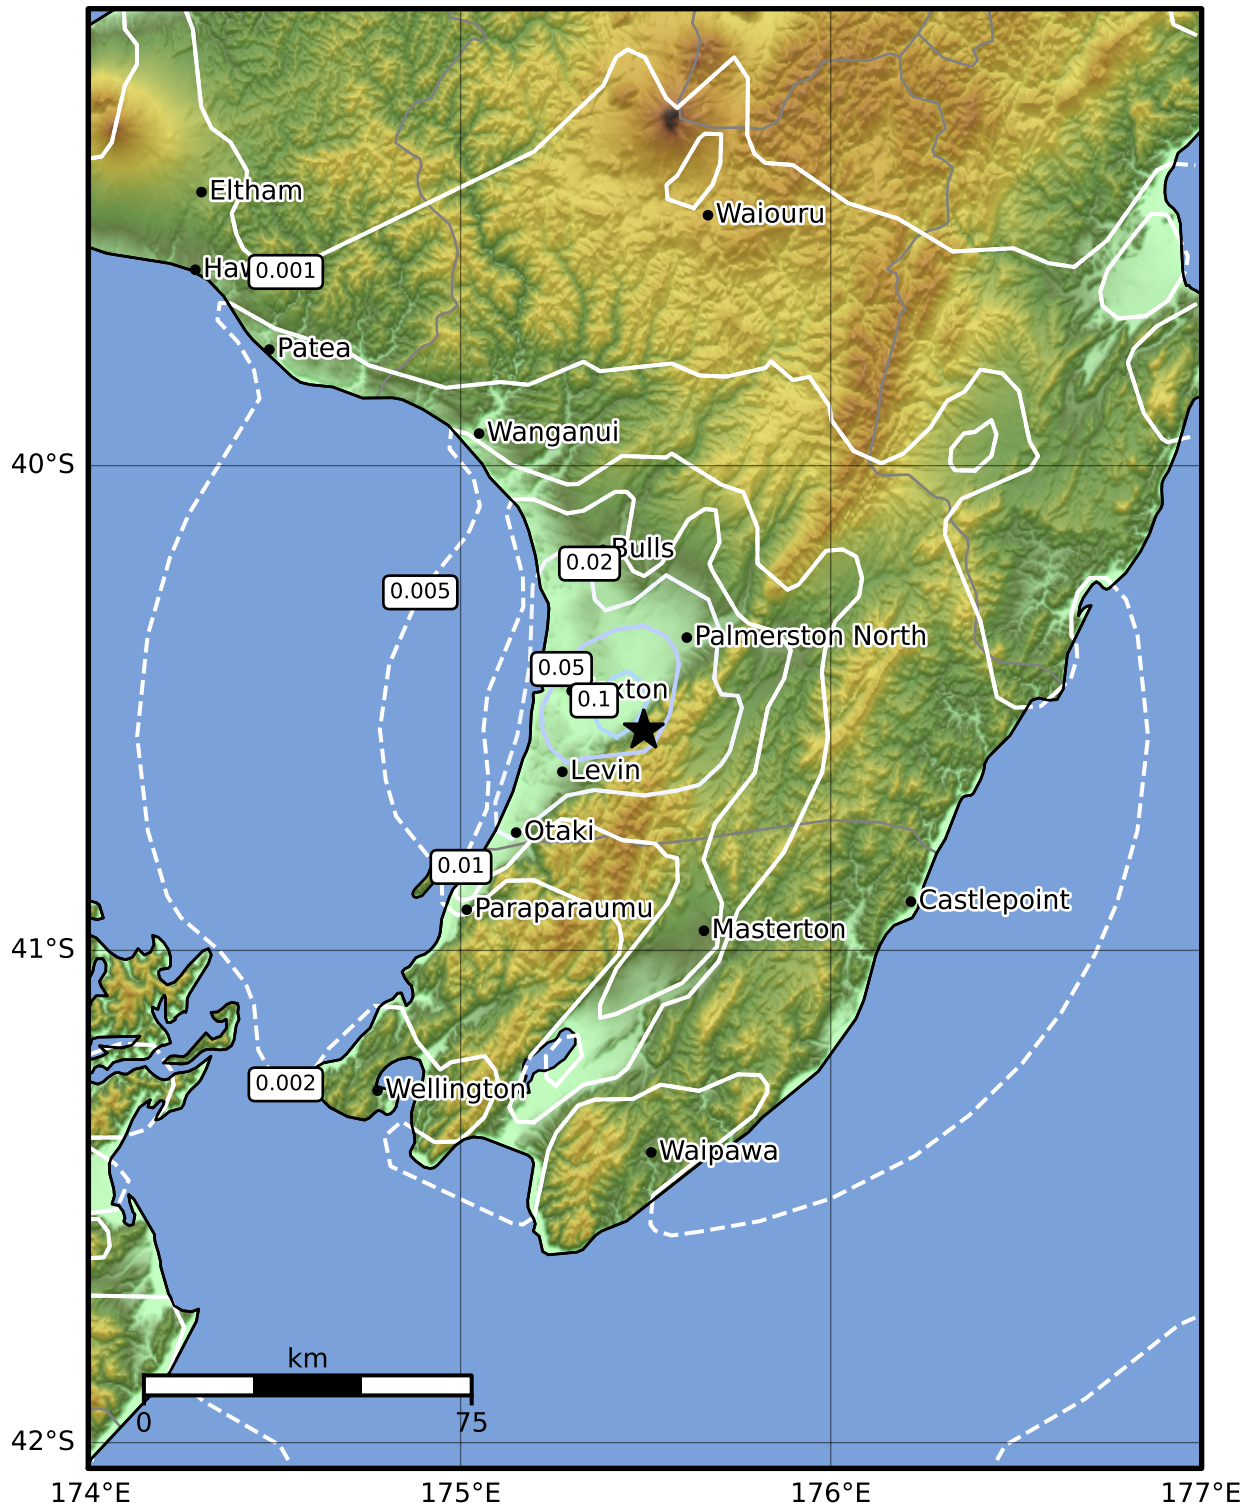 Eltham
Waiouru
0.001
Patea
Wanganui
40°S
Bulls
0.02
0.005
Palmerston North
0.05
0.1
Levin
Otaki
0.01
Castlepoint
Paraparaumu
Masterton
41°S
0.002
Wellington
Waipawa
km
0
75
42°S
174°E
175°E
176°E
177°E